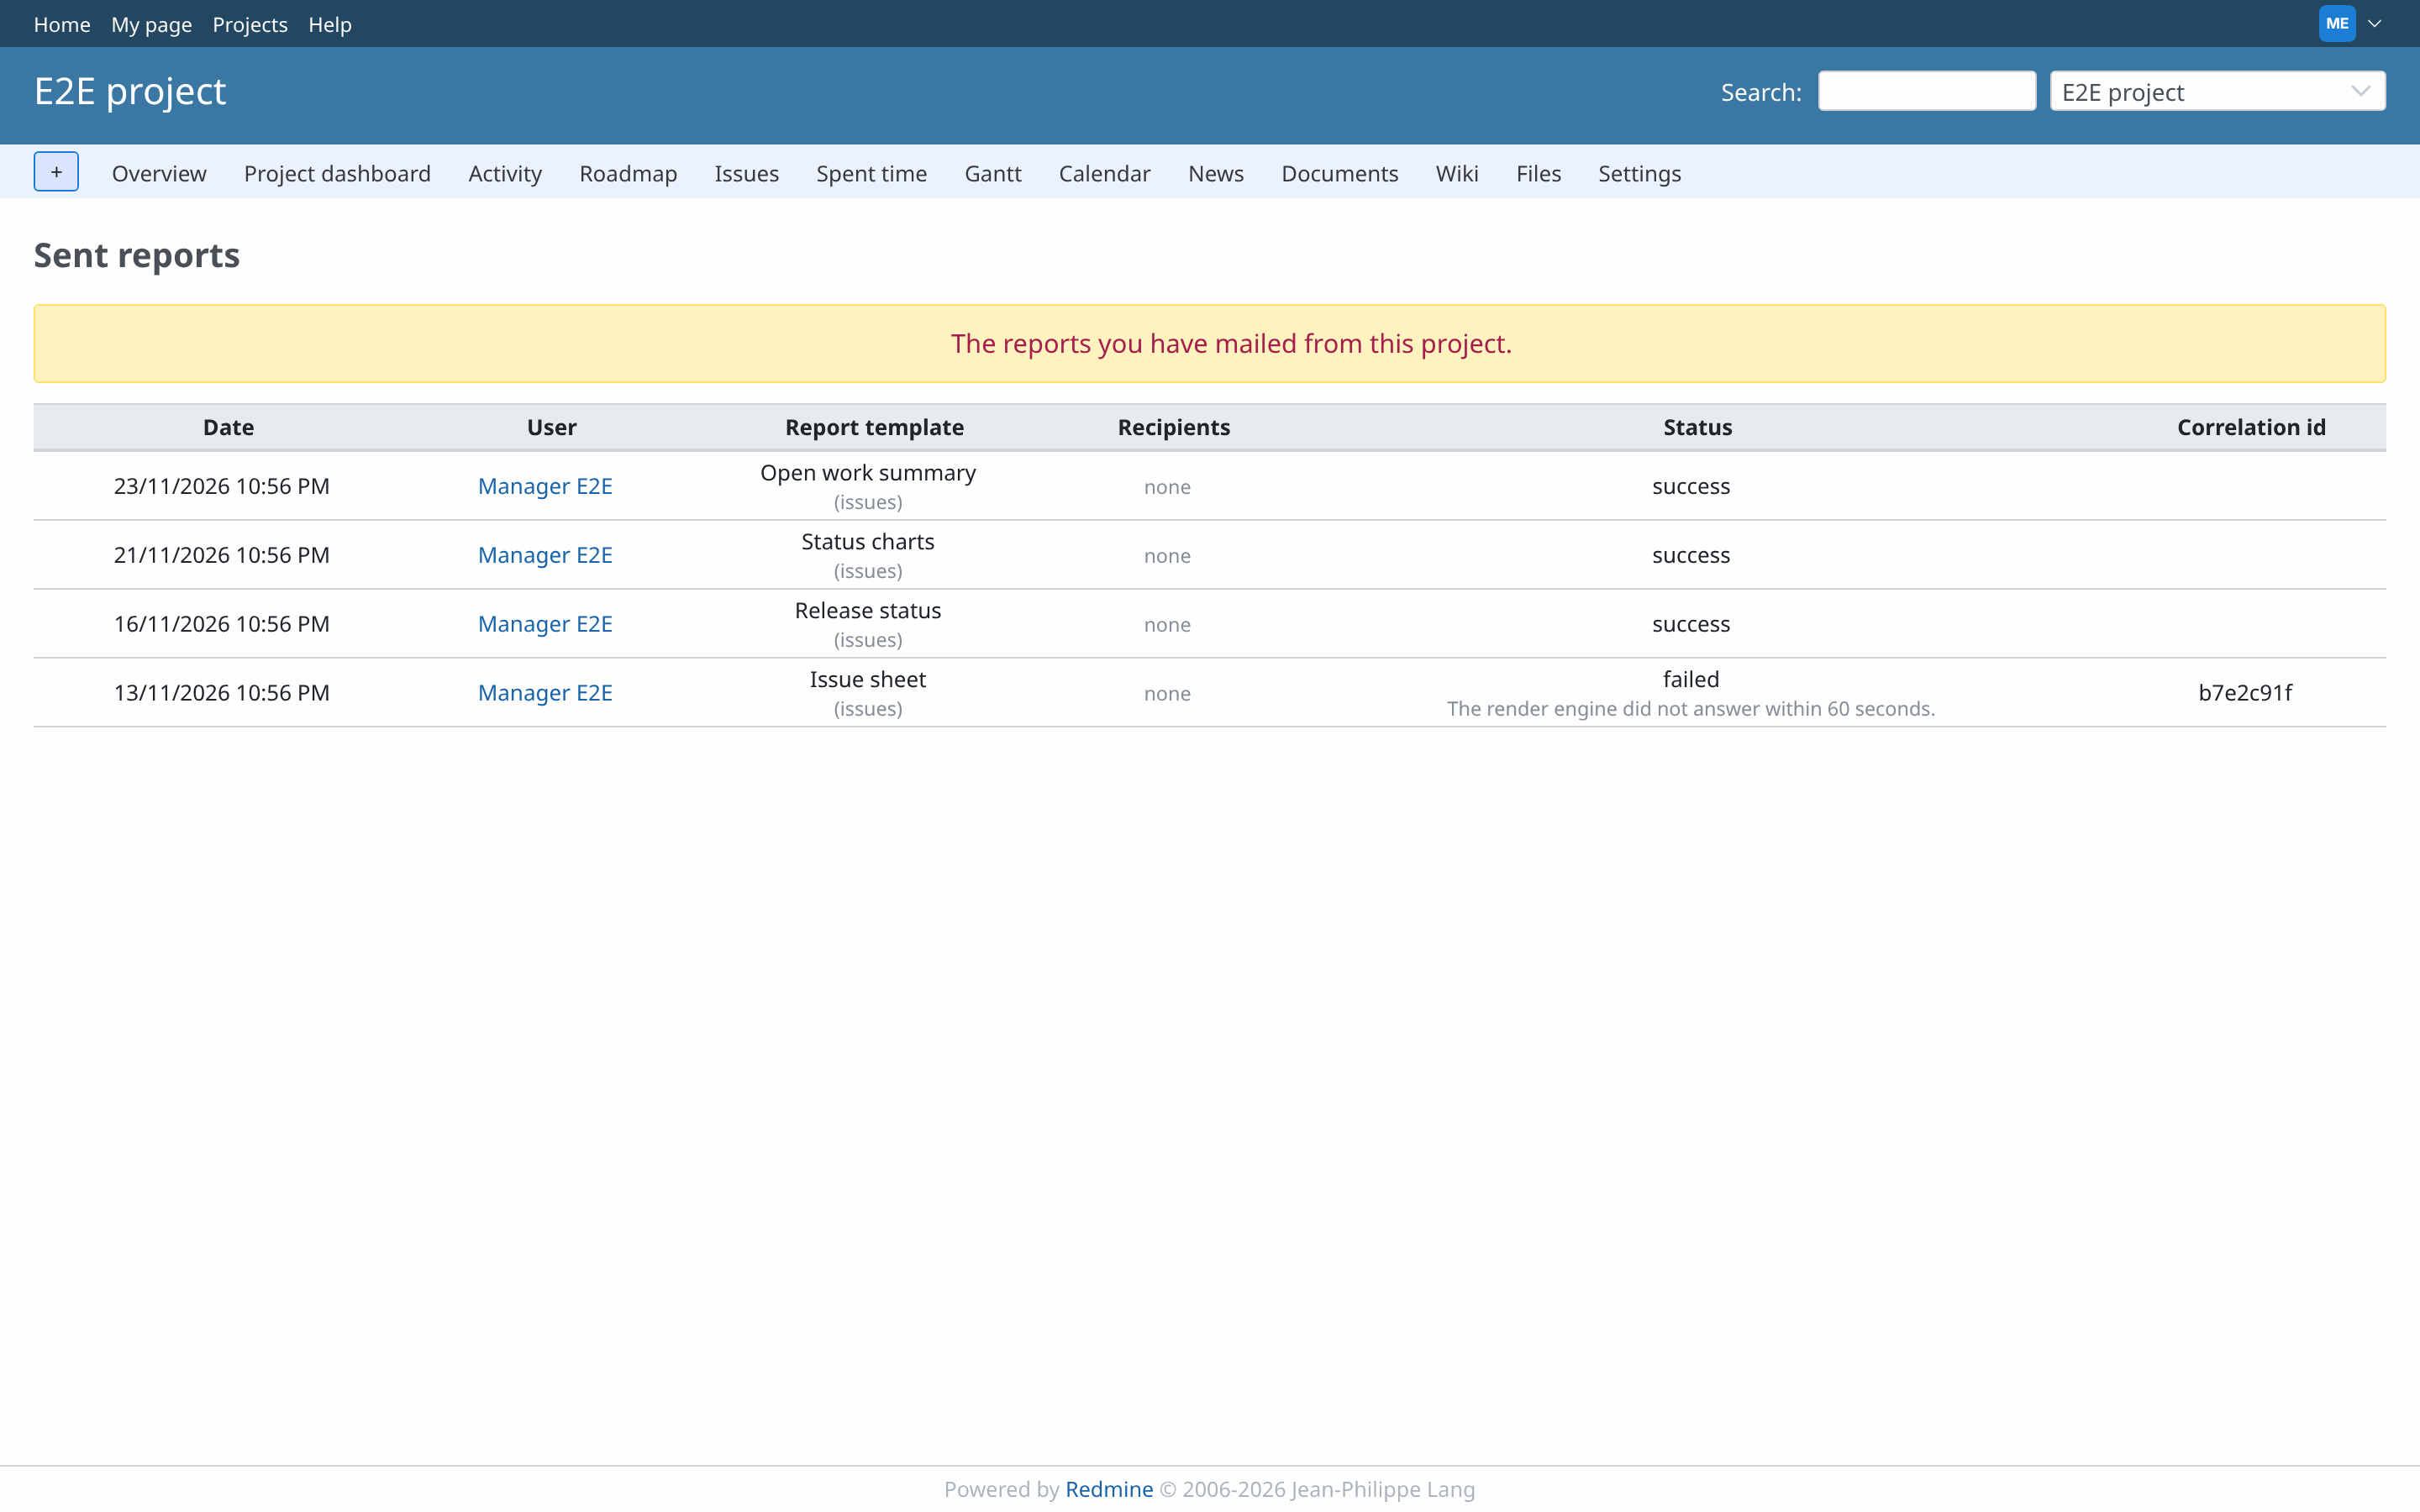 Home My page Projects Help ME
E2E project Search: E2E project
+ Overview Project dashboard Activity Roadmap Issues Spent time Gantt Calendar News Documents Wiki Files Settings
Sent reports
The reports you have mailed from this project.
Date User Report template Recipients Status Correlation id
23/11/2026 10:56 PM Manager E2E Open work summary none success
(issues)
21/11/2026 10:56 PM Manager E2E Status charts none success
(issues)
16/11/2026 10:56 PM Manager E2E Release status none success
(issues)
13/11/2026 10:56 PM Manager E2E Issue sheet none failed b7e2c91f
(issues) The render engine did not answer within 60 seconds.
Powered by Redmine © 2006-2026 Jean-Philippe Lang